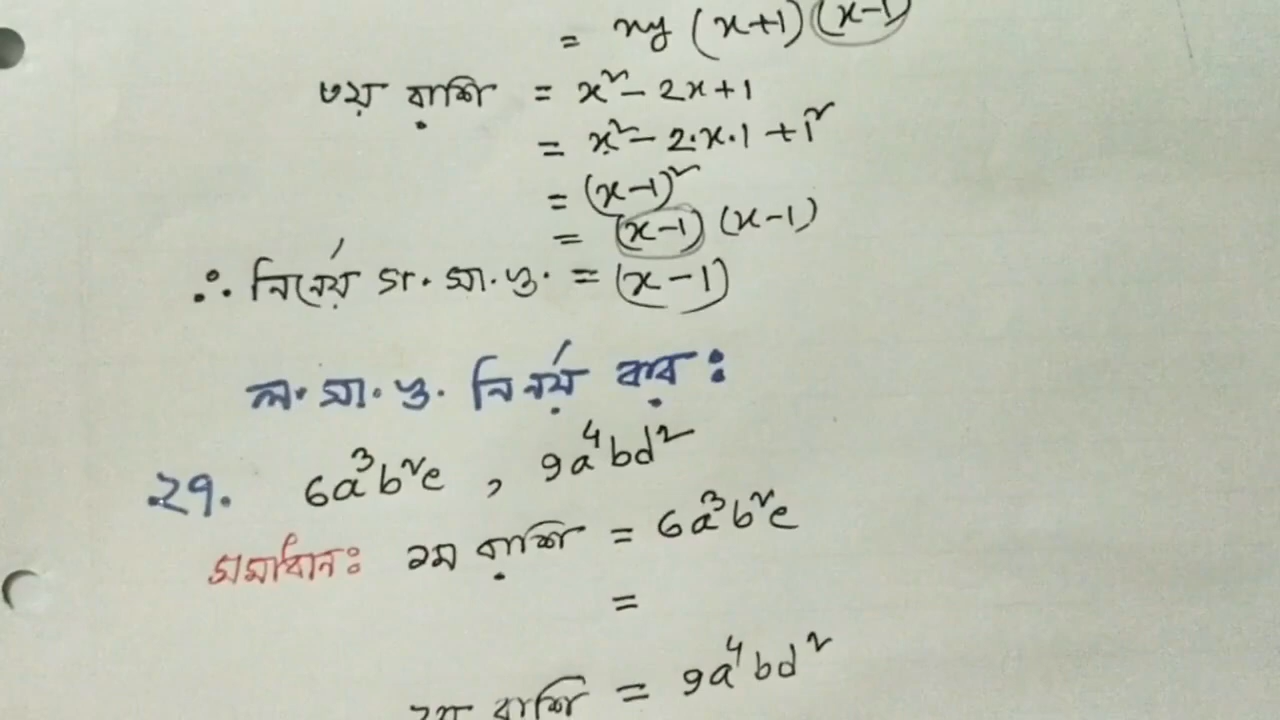 = xy (x+1) (x-1)
৩য় রাশি = x² - 2x + 1
= x² - 2·x·1 + 1²
= (x-1)²
= (x-1) (x-1)
∴ নির্ণেয় গ.সা.গু. = (x-1)
ল.সা.গু. নির্ণয় কর :
২৭. 6a³b²c , 9a⁴bd²
সমাধানঃ ১ম রাশি = 6a³b²c
=
২য় রাশি = 9a⁴bd²